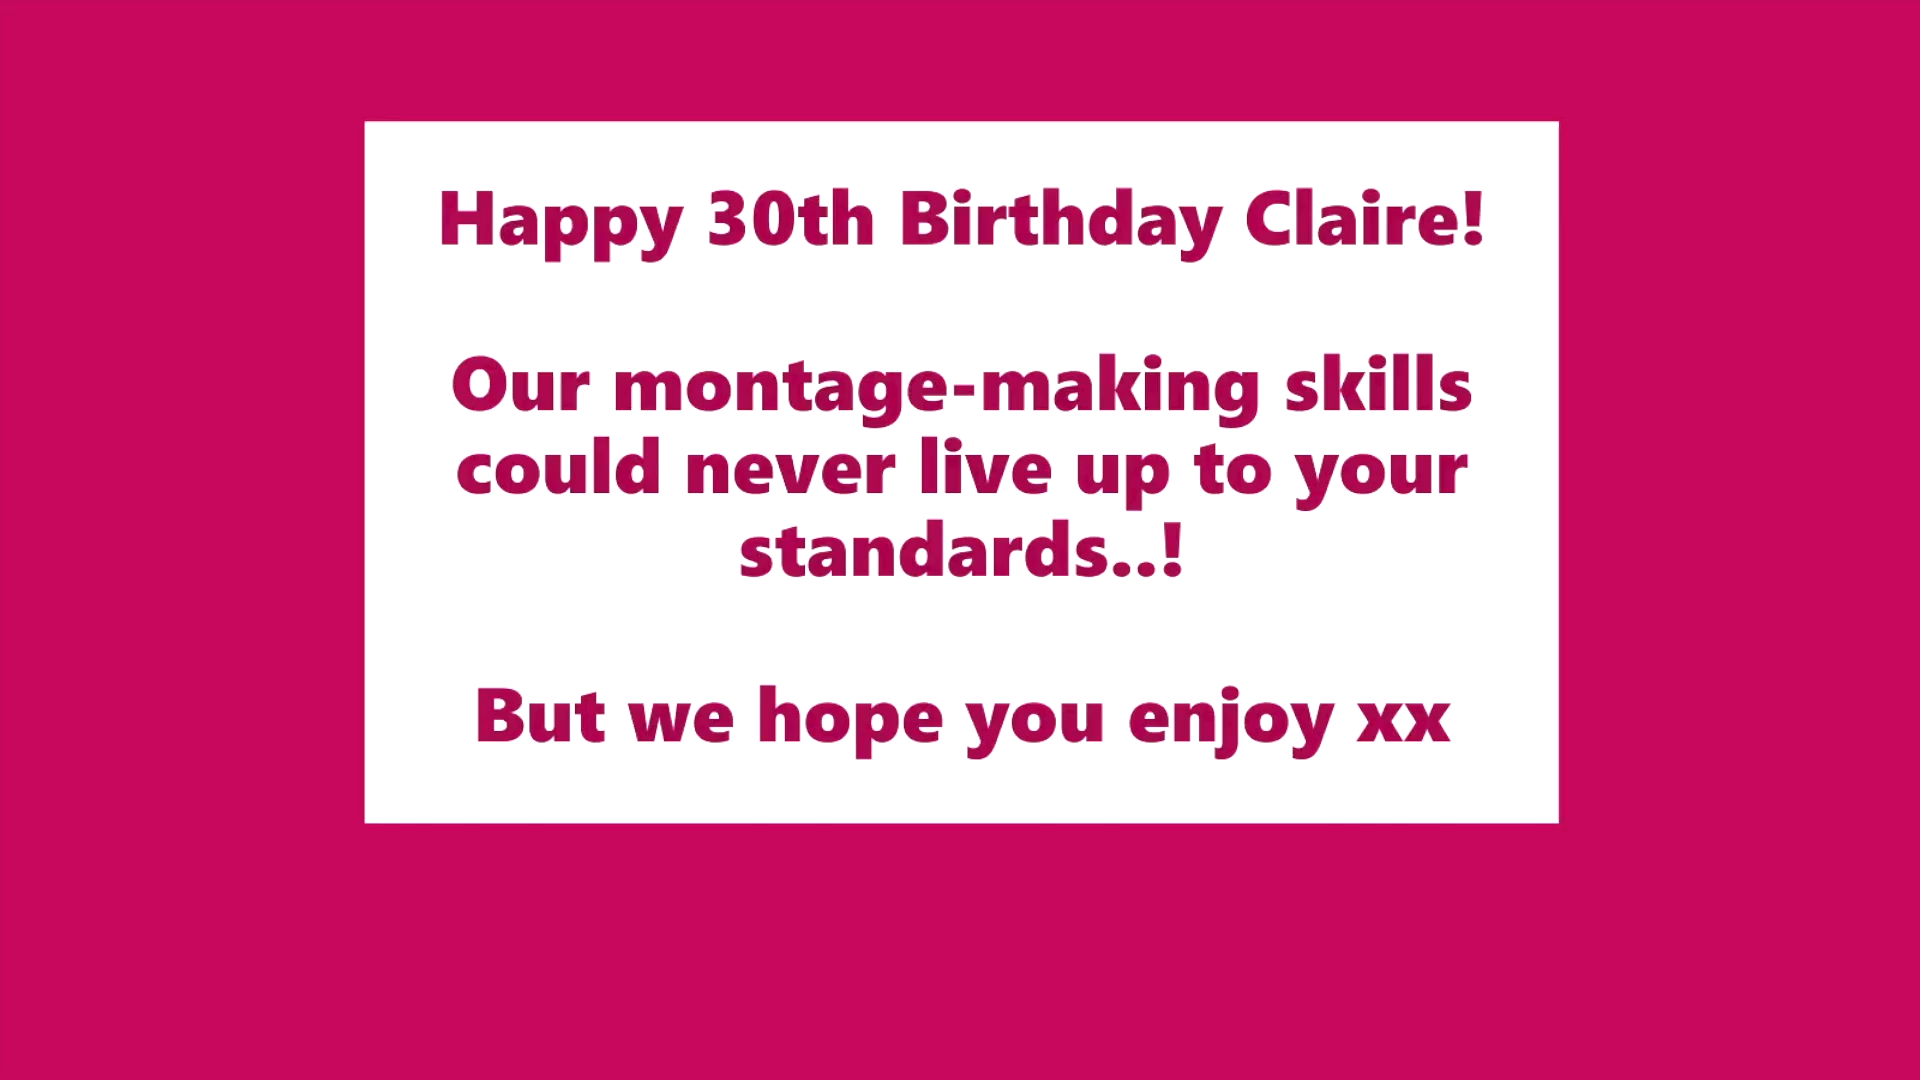 Happy 30th Birthday Claire!
Our montage-making skills
could never live up to your
standards..!
But we hope you enjoy xx